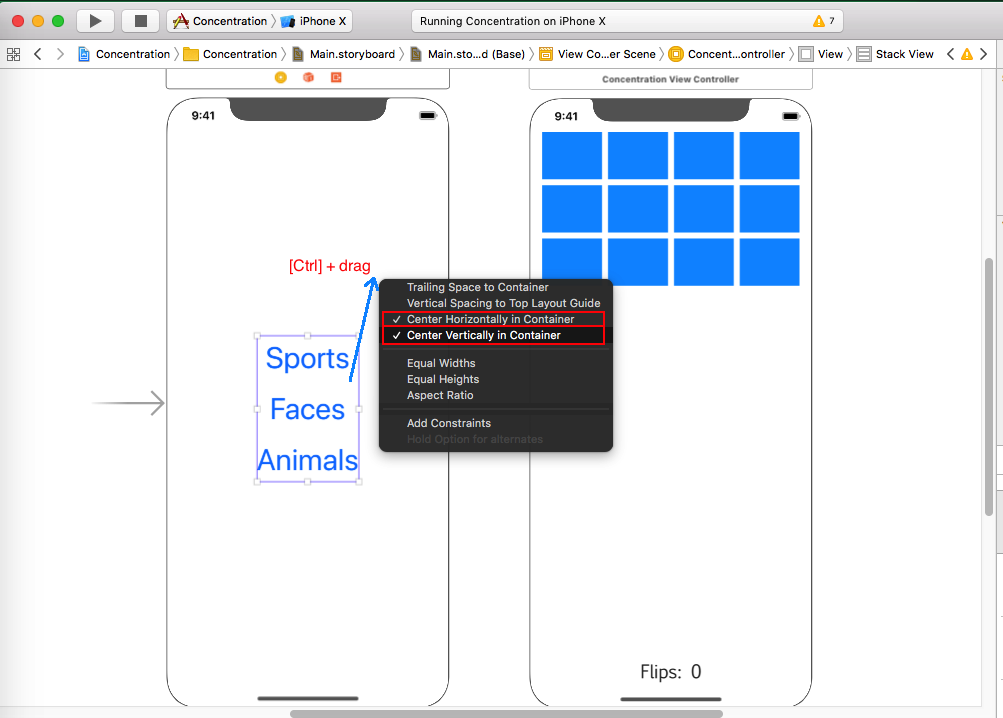 Concentration iPhone X
Running Concentration on iPhone X
7
Concentration Concentration Main.storyboard Main.sto...d (Base) View Co...er Scene Concent...ontroller View Stack View
Concentration View Controller
9:41
9:41
[Ctrl] + drag
Trailing Space to Container
Vertical Spacing to Top Layout Guide
✓ Center Horizontally in Container
✓ Center Vertically in Container
Equal Widths
Equal Heights
Aspect Ratio
Add Constraints
Hold Option for alternates
Sports
Faces
Animals
Flips: 0